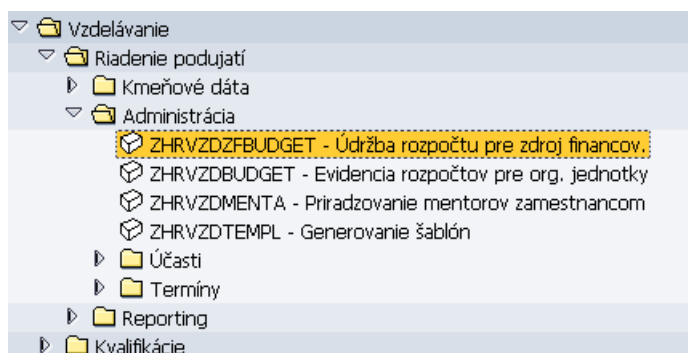 Vzdelávanie
Riadenie podujatí
Kmeňové dáta
Administrácia
ZHRVZDZFBUDGET - Údržba rozpočtu pre zdroj financov.
ZHRVZDBUDGET - Evidencia rozpočtov pre org. jednotky
ZHRVZDMENTA - Priradzovanie mentorov zamestnancom
ZHRVZDTEMPL - Generovanie šablón
Účasti
Termíny
Reporting
Kvalifikácie